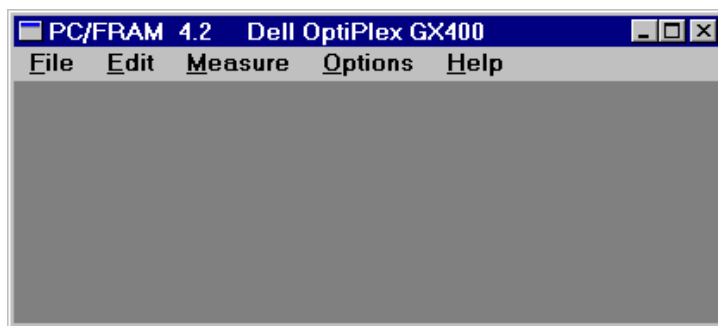 PC/FRAM 4.2 Dell OptiPlex GX400
File Edit Measure Options Help